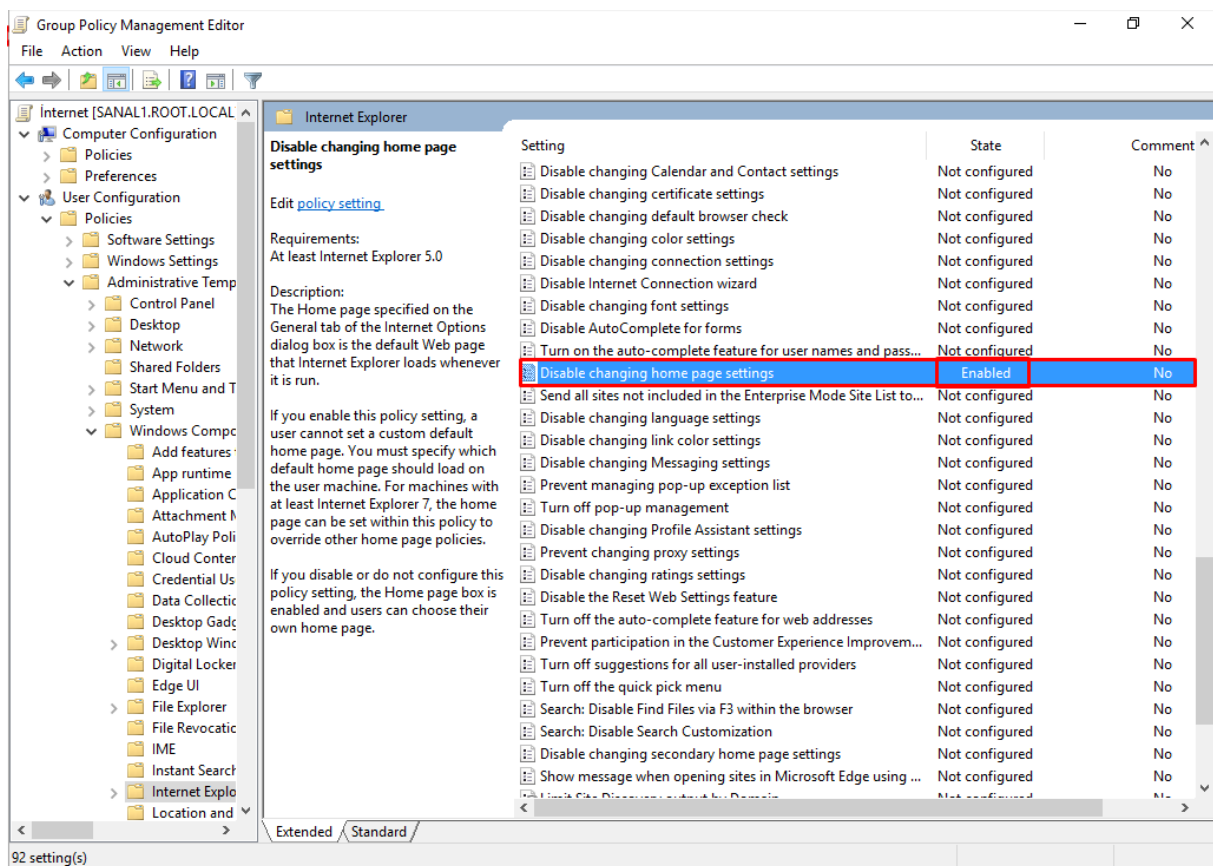 Group Policy Management Editor
File Action View Help
İnternet [SANAL1.ROOT.LOCAL
Computer Configuration
Policies
Preferences
User Configuration
Policies
Software Settings
Windows Settings
Administrative Temp
Control Panel
Desktop
Network
Shared Folders
Start Menu and T
System
Windows Compo
Add features
App runtime
Application C
Attachment M
AutoPlay Poli
Cloud Conter
Credential Us
Data Collectic
Desktop Gadg
Desktop Wind
Digital Locker
Edge UI
File Explorer
File Revocatic
IME
Instant Search
Internet Explo
Location and
Internet Explorer
Disable changing home page
settings
Edit policy setting
Requirements:
At least Internet Explorer 5.0
Description:
The Home page specified on the
General tab of the Internet Options
dialog box is the default Web page
that Internet Explorer loads whenever
it is run.
If you enable this policy setting, a
user cannot set a custom default
home page. You must specify which
default home page should load on
the user machine. For machines with
at least Internet Explorer 7, the home
page can be set within this policy to
override other home page policies.
If you disable or do not configure this
policy setting, the Home page box is
enabled and users can choose their
own home page.
Setting State Comment
Disable changing Calendar and Contact settings Not configured No
Disable changing certificate settings Not configured No
Disable changing default browser check Not configured No
Disable changing color settings Not configured No
Disable changing connection settings Not configured No
Disable Internet Connection wizard Not configured No
Disable changing font settings Not configured No
Disable AutoComplete for forms Not configured No
Turn on the auto-complete feature for user names and pass... Not configured No
Disable changing home page settings Enabled No
Send all sites not included in the Enterprise Mode Site List to... Not configured No
Disable changing language settings Not configured No
Disable changing link color settings Not configured No
Disable changing Messaging settings Not configured No
Prevent managing pop-up exception list Not configured No
Turn off pop-up management Not configured No
Disable changing Profile Assistant settings Not configured No
Prevent changing proxy settings Not configured No
Disable changing ratings settings Not configured No
Disable the Reset Web Settings feature Not configured No
Turn off the auto-complete feature for web addresses Not configured No
Prevent participation in the Customer Experience Improvem... Not configured No
Turn off suggestions for all user-installed providers Not configured No
Turn off the quick pick menu Not configured No
Search: Disable Find Files via F3 within the browser Not configured No
Search: Disable Search Customization Not configured No
Disable changing secondary home page settings Not configured No
Show message when opening sites in Microsoft Edge using ... Not configured No
Limit Site Discovery output by Domain Not configured No
Extended Standard
92 setting(s)